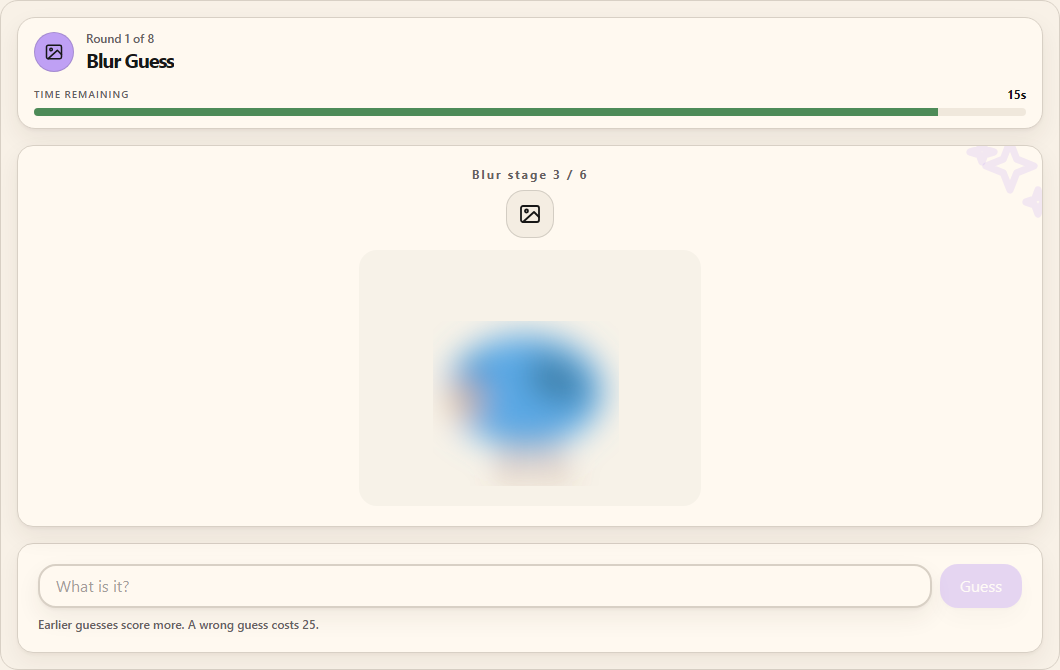 Round 1 of 8
Blur Guess
TIME REMAINING
15s
Blur stage 3 / 6
What is it?
Guess
Earlier guesses score more. A wrong guess costs 25.